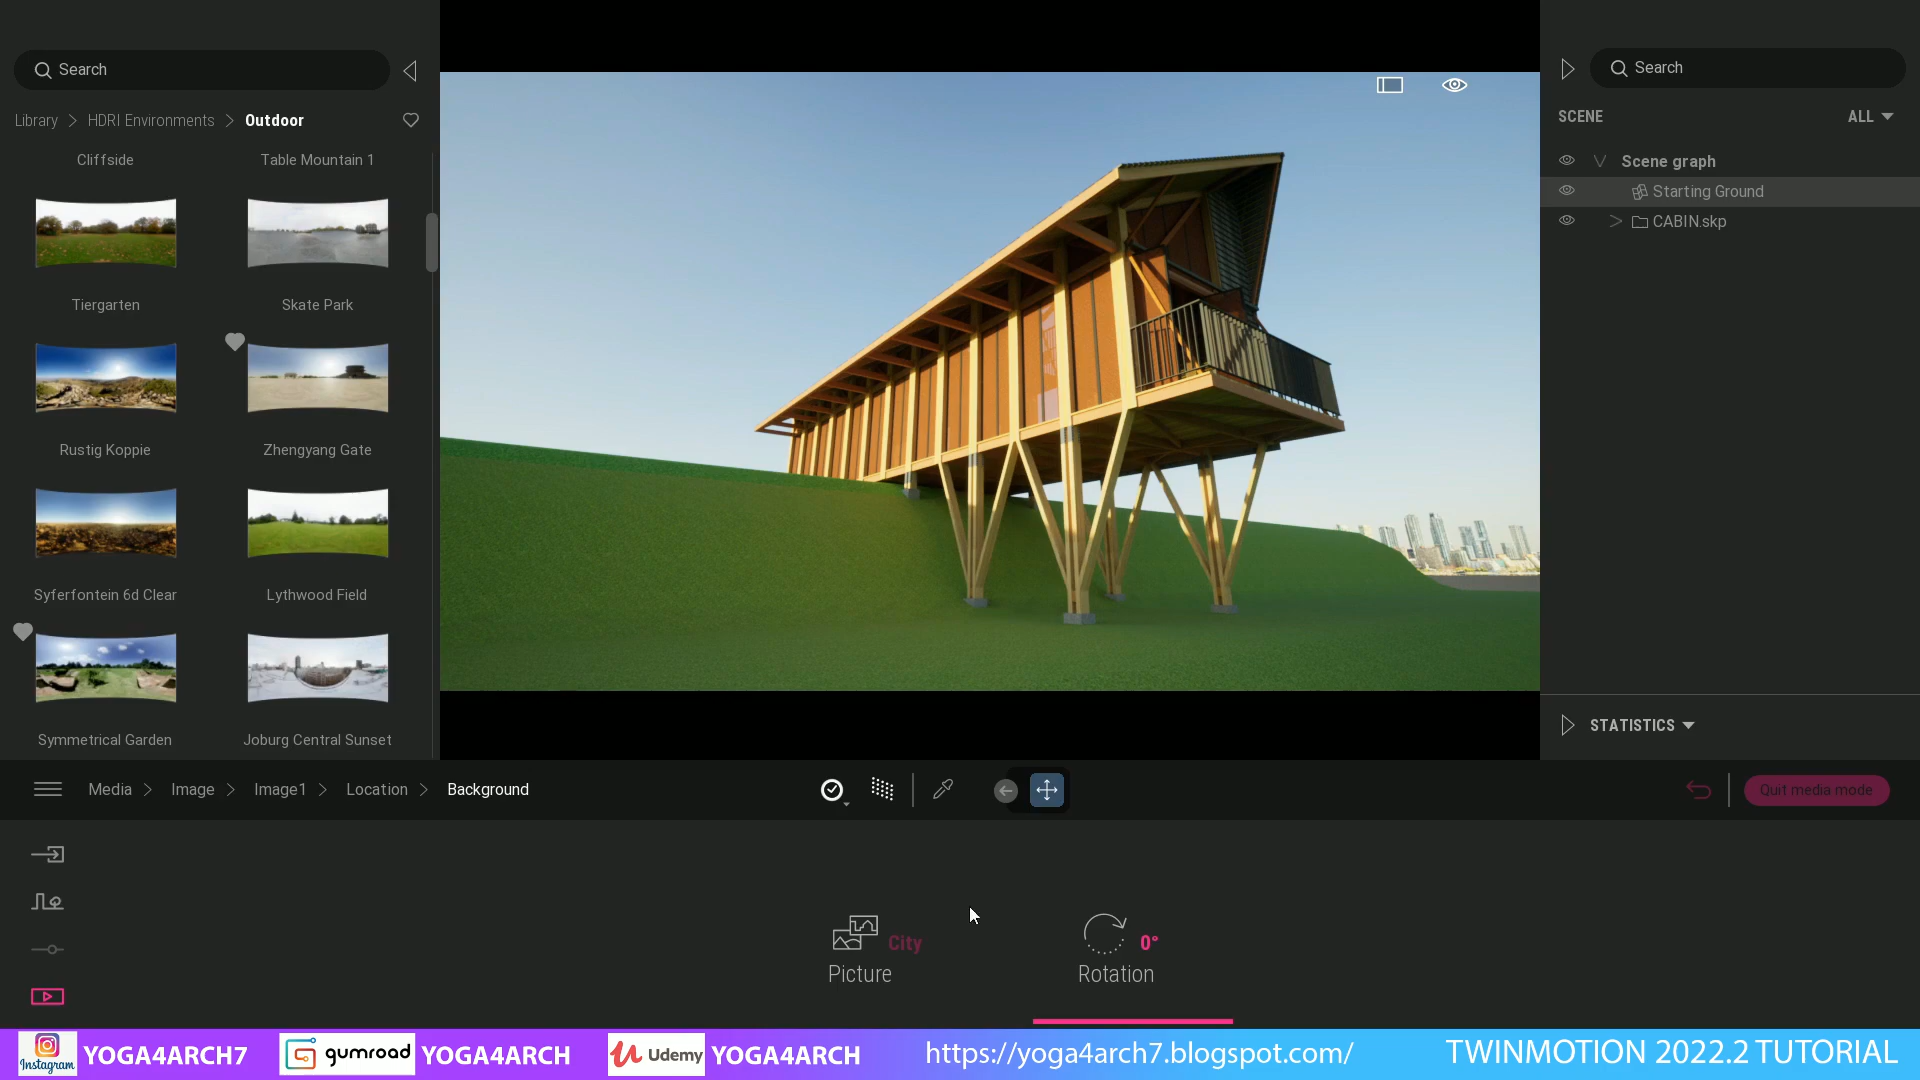 Search
Library > HDRI Environments > Outdoor
Cliffside
Table Mountain 1
Tiergarten
Skate Park
Rustig Koppie
Zhengyang Gate
Syferfontein 6d Clear
Lythwood Field
Symmetrical Garden
Joburg Central Sunset
Search
SCENE
ALL
Scene graph
Starting Ground
CABIN.skp
STATISTICS
Media > Image > Image1 > Location > Background
Quit media mode
City
Picture
0°
Rotation
Instagram YOGA4ARCH7
gumroad YOGA4ARCH
Udemy YOGA4ARCH
https://yoga4arch7.blogspot.com/
TWINMOTION 2022.2 TUTORIAL